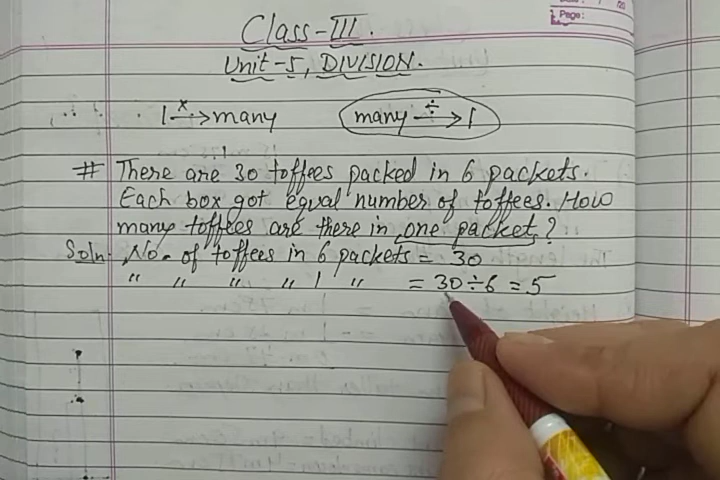 Page:
Class-III.
Unit-5, DIVISION.
1 —×→ many many —÷→ 1
# There are 30 toffees packed in 6 packets.
Each box got equal number of toffees. How
many toffees are there in one packet?
Soln. No. of toffees in 6 packets = 30
" " " " 1 " = 30÷6 = 5